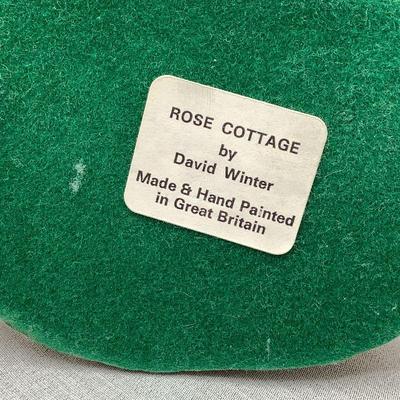 ROSE COTTAGE
by
David Winter
Made & Hand Painted
in Great Britain